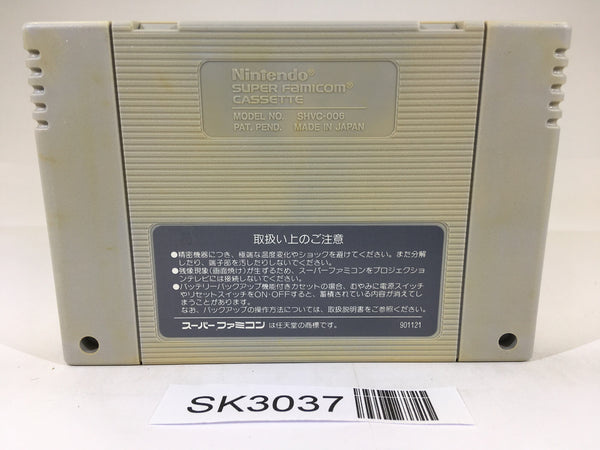 Nintendo®
SUPER FAMICOM™
CASSETTE
MODEL NO. SHVC-006
PAT. PEND. MADE IN JAPAN
取扱い上のご注意
●精密機器につき、極端な温度変化やショックを避けてください。また分解
したり、端子部を汚したりしないでください。
●残像現象(画面焼け)が生ずるため、スーパーファミコンをプロジェクショ
ンテレビには接続しないでください。
●バッテリーバックアップ機能付きカセットの場合、むやみに電源スイッチ
やリセットスイッチをON・OFFすると、蓄積されている内容が消えてし
まうことがあります。
なお、バックアップの操作方法については、取扱説明書をご参照ください。
スーパーファミコン は任天堂の商標です。 901121
SK3037